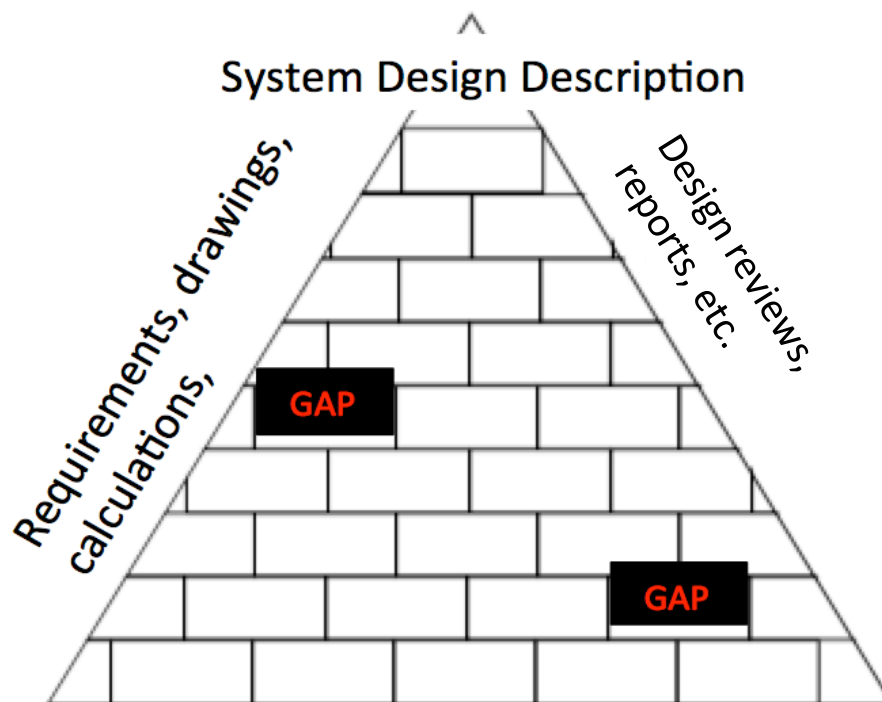 System Design Description
Requirements, drawings,
calculations,
Design reviews,
reports, etc.
GAP
GAP